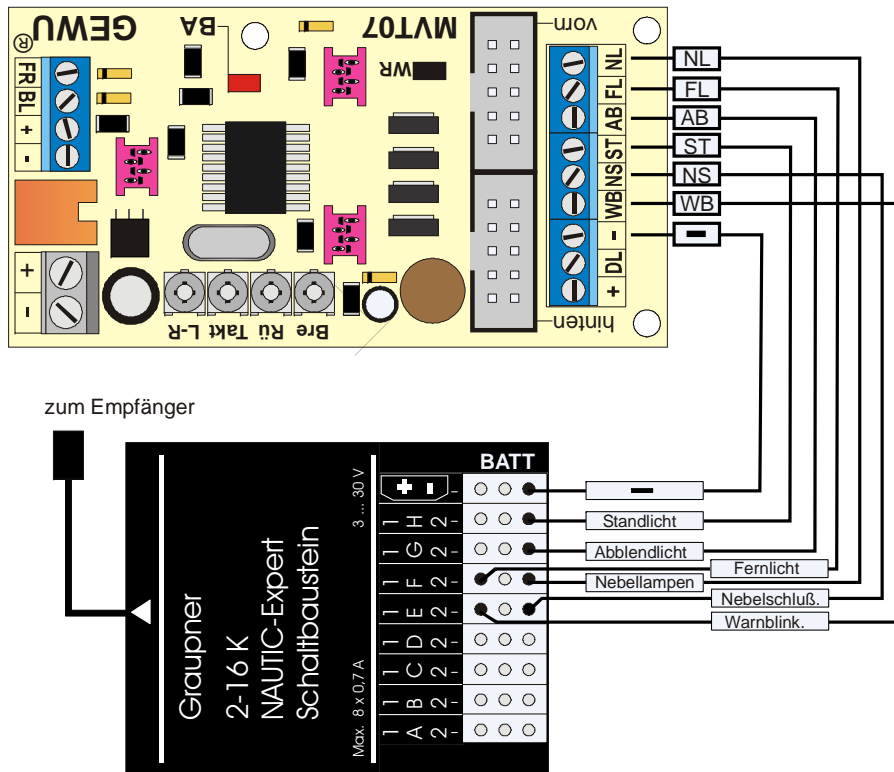 GEWU
®
BA
MVT07
vorn
WR
FR
BL
+
-
+
-
L-R
Takt
Rü
Bre
hinten
NL
FL
AB
ST
NS
WB
-
DL
+
NL
FL
AB
ST
NS
WB
-
zum Empfänger
Graupner
2-16 K
NAUTIC-Expert
Schaltbaustein
3 ... 30 V
Max. 8 x 0,7 A
BATT
+ - -
1 H 2-
1 G 2-
1 F 2-
1 E 2-
1 D 2-
1 C 2-
1 B 2-
1 A 2-
-
Standlicht
Abblendlicht
Fernlicht
Nebellampen
Nebelschluß.
Warnblink.